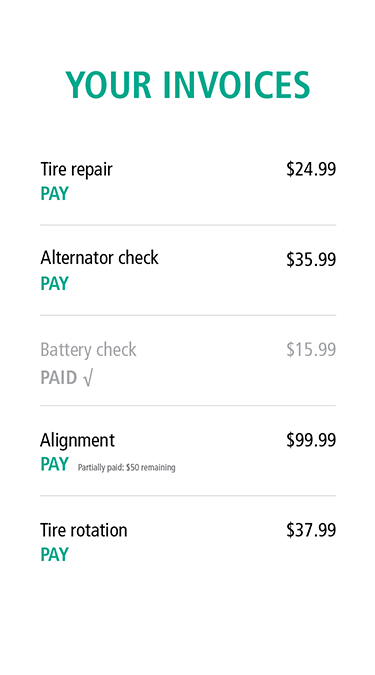 YOUR INVOICES
Tire repair $24.99
PAY
Alternator check $35.99
PAY
Battery check $15.99
PAID √
Alignment $99.99
PAY Partially paid: $50 remaining
Tire rotation $37.99
PAY